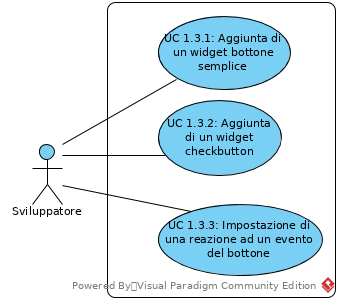 UC 1.3.1: Aggiunta di
un widget bottone
semplice
UC 1.3.2: Aggiunta
di un widget
checkbutton
Sviluppatore
UC 1.3.3: Impostazione di
una reazione ad un evento
del bottone
Powered By Visual Paradigm Community Edition